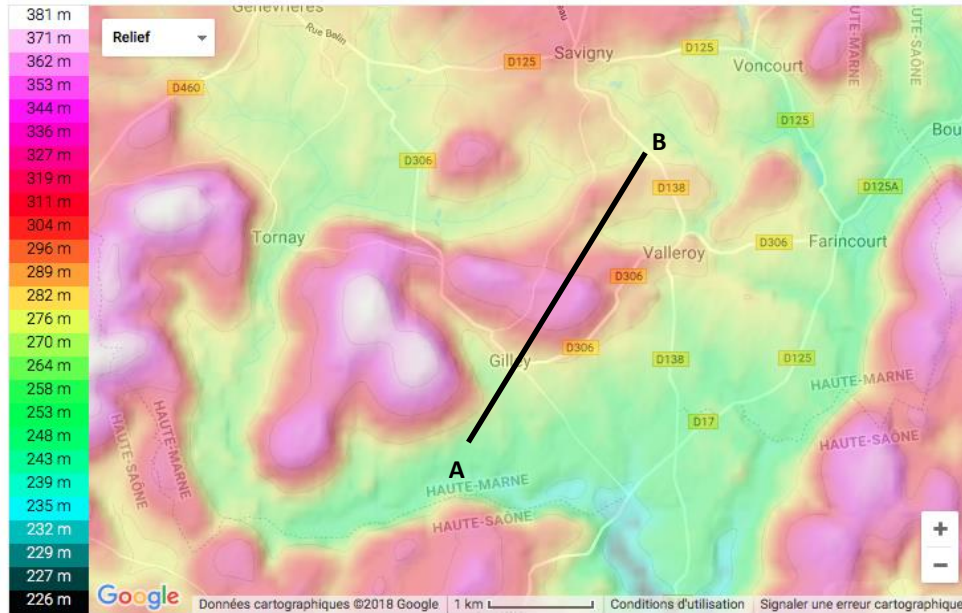 381 m
371 m
362 m
353 m
344 m
336 m
327 m
319 m
311 m
304 m
296 m
289 m
282 m
276 m
270 m
264 m
258 m
253 m
248 m
243 m
239 m
235 m
232 m
229 m
227 m
226 m
Relief
Genevrières
Rue Belin
D125
Savigny
D125
Voncourt
HAUTE-MARNE
HAUTE-SAÔNE
D460
D125
Bou
B
D306
D138
D125A
Tornay
Valleroy
D306
Farincourt
D306
Gilley
D306
D138
D125
HAUTE-MARNE
HAUTE-SAÔNE
HAUTE-MARNE
HAUTE-SAÔNE
D17
A
HAUTE-MARNE
HAUTE-SAÔNE
+
−
Google
Données cartographiques ©2018 Google
1 km
Conditions d'utilisation
Signaler une erreur cartographique